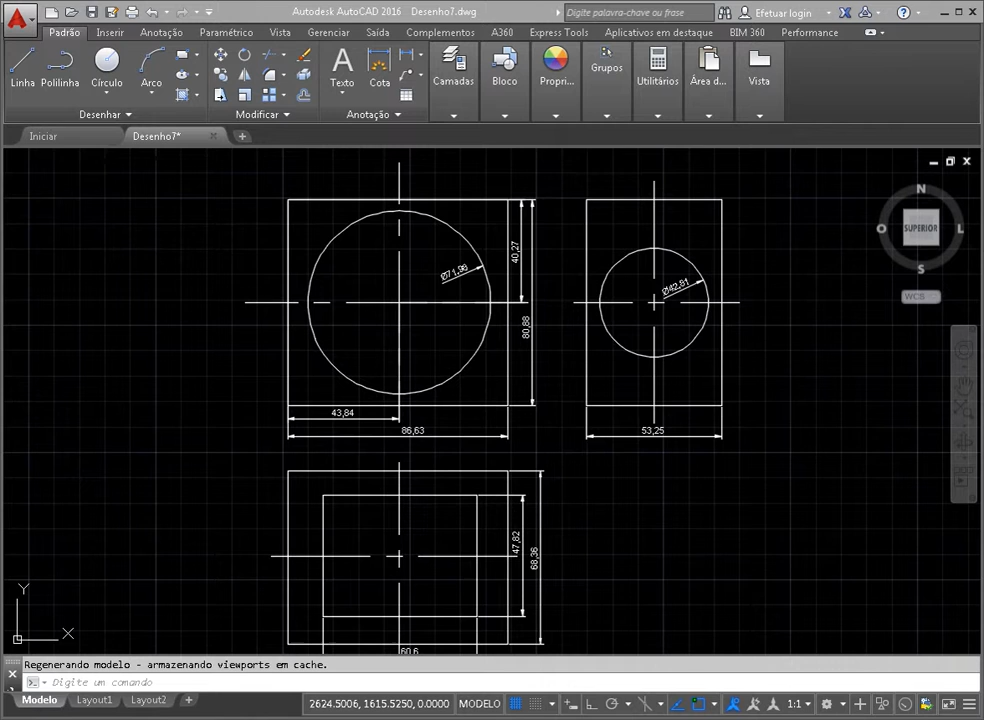 Autodesk AutoCAD 2016 Desenho7.dwg
Digite palavra-chave ou frase
Efetuar login
Padrão Inserir Anotação Paramétrico Vista Gerenciar Saída Complementos A360 Express Tools Aplicativos em destaque BIM 360 Performance
Linha Polilinha Círculo Arco Texto Cota Camadas Bloco Propri... Grupos Utilitários Área d... Vista
Desenhar Modificar Anotação
Iniciar Desenho7*
N
O SUPERIOR L
S
WCS
Ø71,96
40,27
80,88
43,84
86,63
Ø42,81
53,25
47,82
68,36
60,6
Y
X
Regenerando modelo - armazenando viewports em cache.
Digite um comando
Modelo Layout1 Layout2 +
2624.5006, 1615.5250, 0.0000 MODELO 1:1